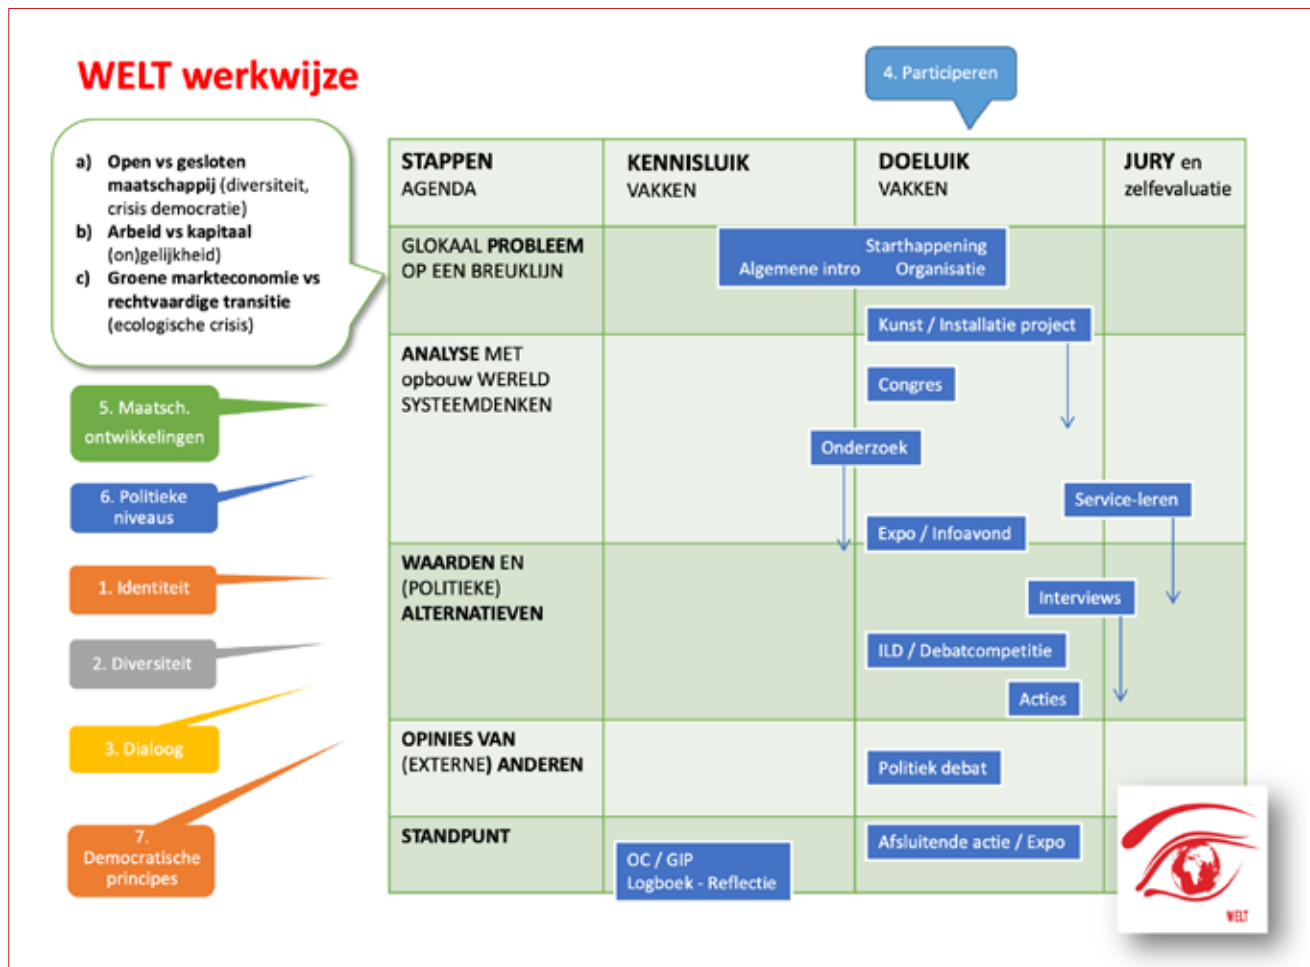 WELT werkwijze
4. Participeren
a) Open vs gesloten
maatschappij (diversiteit,
crisis democratie)
b) Arbeid vs kapitaal
(on)gelijkheid)
c) Groene markteconomie vs
rechtvaardige transitie
(ecologische crisis)
5. Maatsch.
ontwikkelingen
6. Politieke
niveaus
1. Identiteit
2. Diversiteit
3. Dialoog
7.
Democratische
principes
STAPPEN
AGENDA
KENNISLUIK
VAKKEN
DOELUIK
VAKKEN
JURY en
zelfevaluatie
GLOKAAL PROBLEEM
OP EEN BREUKLIJN
Starthappening
Algemene intro Organisatie
Kunst / Installatie project
ANALYSE MET
opbouw WERELD
SYSTEEMDENKEN
Congres
Onderzoek
Service-leren
Expo / Infoavond
WAARDEN EN
(POLITIEKE)
ALTERNATIEVEN
Interviews
ILD / Debatcompetitie
Acties
OPINIES VAN
(EXTERNE) ANDEREN
Politiek debat
STANDPUNT
Afsluitende actie / Expo
OC / GIP
Logboek - Reflectie
WELT